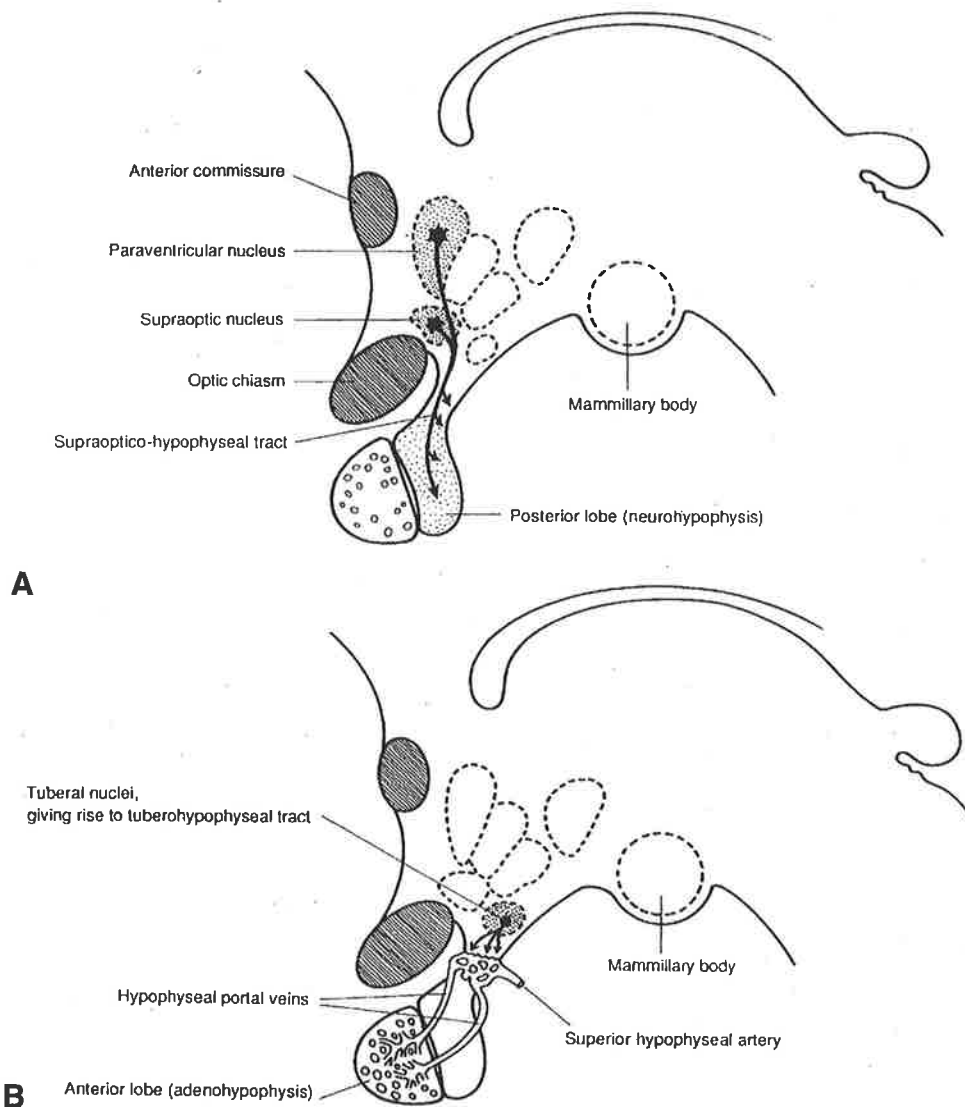 Anterior commissure
Paraventricular nucleus
Supraoptic nucleus
Optic chiasm
Mammillary body
Supraoptico-hypophyseal tract
Posterior lobe (neurohypophysis)
A
Tuberal nuclei,
giving rise to tuberohypophyseal tract
Mammillary body
Hypophyseal portal veins
Superior hypophyseal artery
Anterior lobe (adenohypophysis)
B